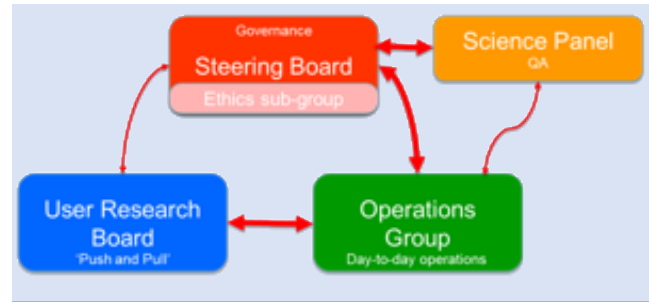 Governance
Steering Board
Ethics sub-group
Science Panel
QA
User Research
Board
'Push and Pull'
Operations
Group
Day-to-day operations